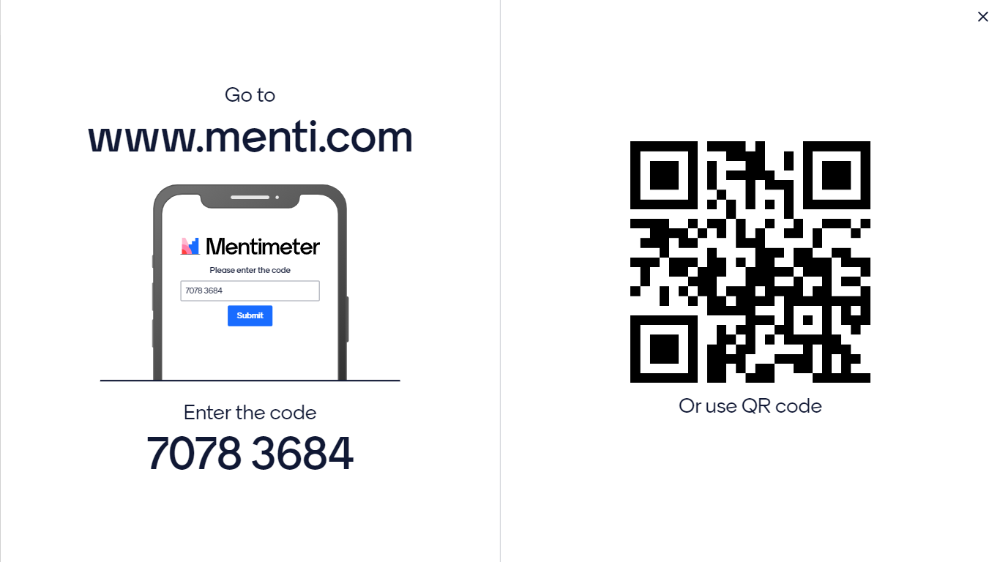 Go to
www.menti.com
Mentimeter
Please enter the code
7078 3684
Submit
Enter the code
7078 3684
Or use QR code